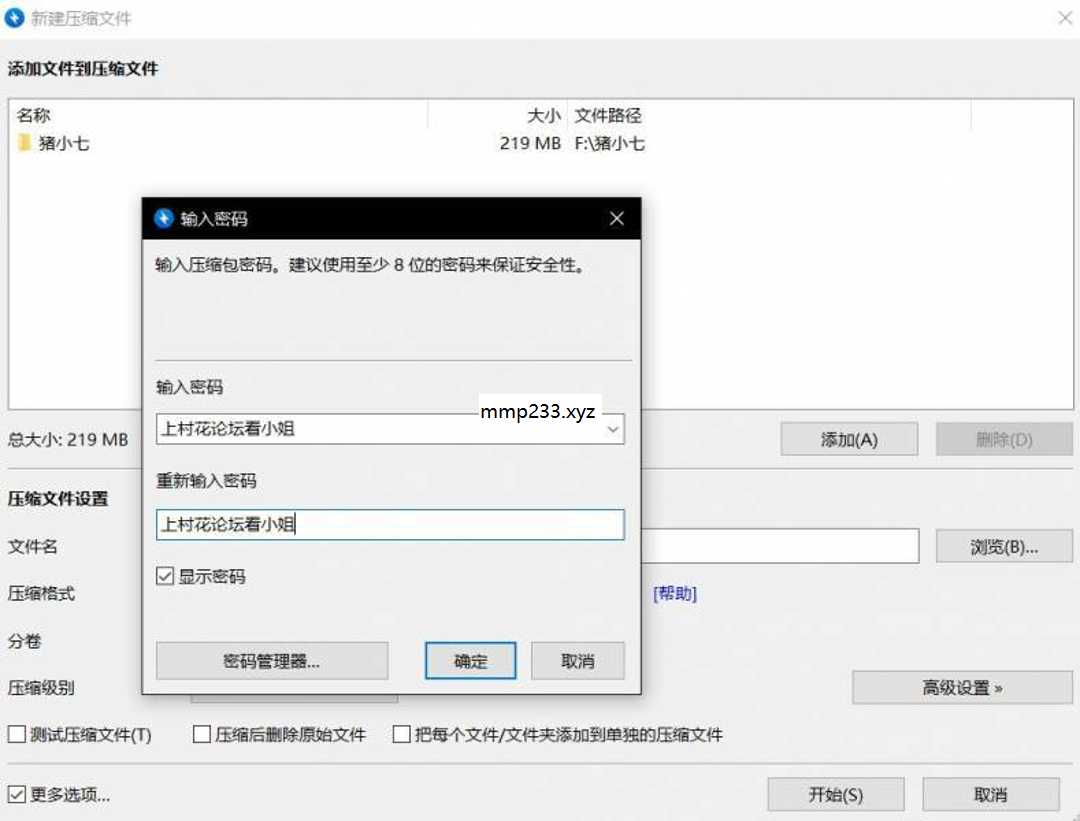 新建压缩文件
添加文件到压缩文件
名称 大小 文件路径
猪小七 219 MB F:\猪小七
输入密码
输入压缩包密码。建议使用至少 8 位的密码来保证安全性。
输入密码
mmp233.xyz
上村花论坛看小姐
总大小: 219 MB 添加(A) 删除(D)
重新输入密码
压缩文件设置
上村花论坛看小姐
文件名 浏览(B)...
显示密码
压缩格式 [帮助]
分卷
密码管理器... 确定 取消
压缩级别 高级设置 »
测试压缩文件(T) 压缩后删除原始文件 把每个文件/文件夹添加到单独的压缩文件
更多选项... 开始(S) 取消